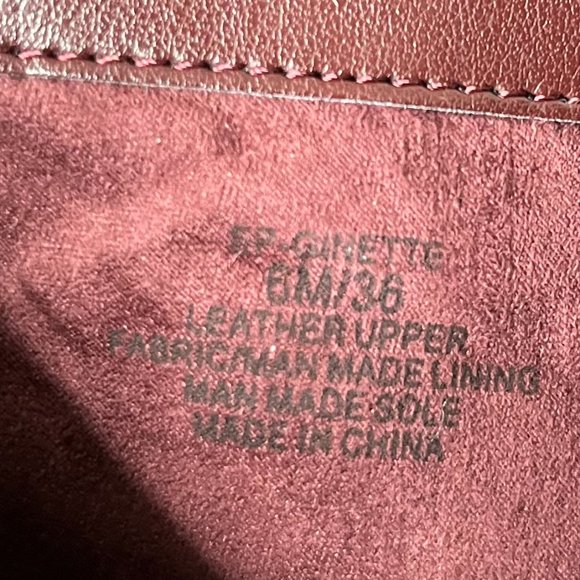 EP-GINETTE
6M/36
LEATHER UPPER
FABRIC/MAN MADE LINING
MAN MADE SOLE
MADE IN CHINA